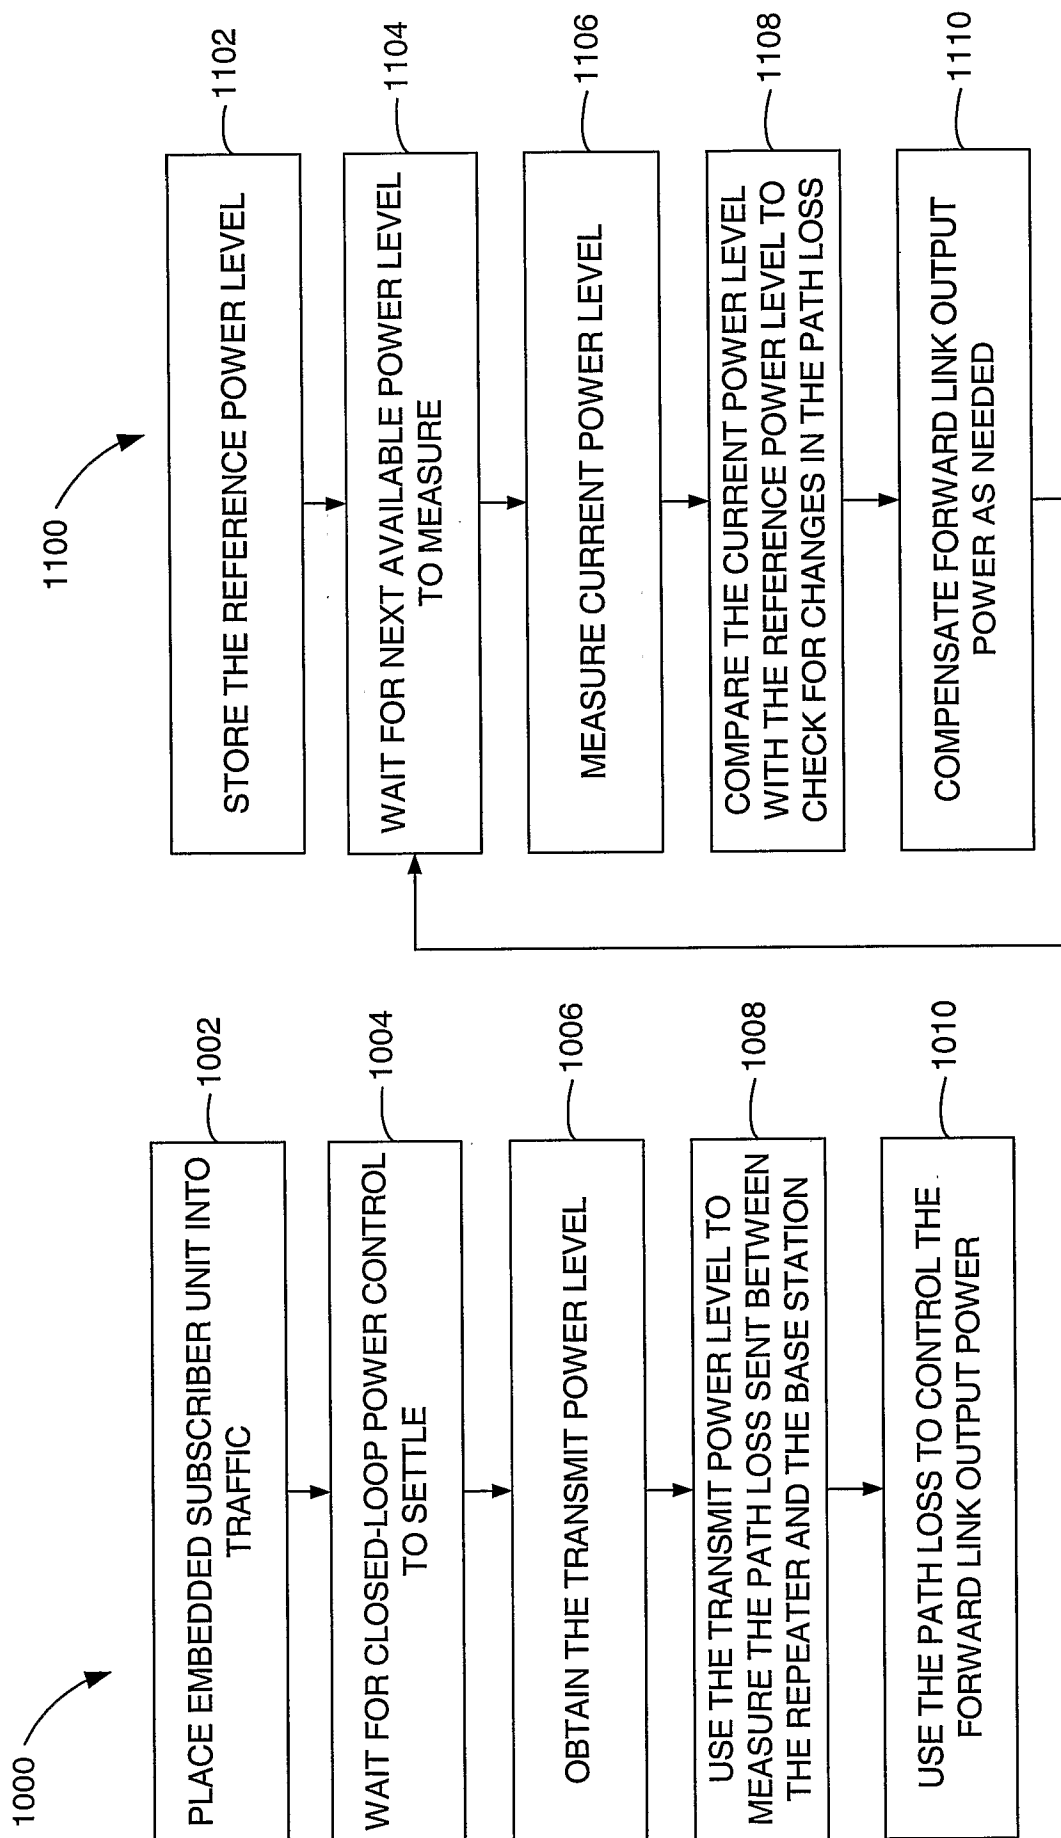 1000
PLACE EMBEDDED SUBSCRIBER UNIT INTO
TRAFFIC
1002
WAIT FOR CLOSED-LOOP POWER CONTROL
TO SETTLE
1004
OBTAIN THE TRANSMIT POWER LEVEL
1006
USE THE TRANSMIT POWER LEVEL TO
MEASURE THE PATH LOSS SENT BETWEEN
THE REPEATER AND THE BASE STATION
1008
USE THE PATH LOSS TO CONTROL THE
FORWARD LINK OUTPUT POWER
1010
1100
STORE THE REFERENCE POWER LEVEL
1102
WAIT FOR NEXT AVAILABLE POWER LEVEL
TO MEASURE
1104
MEASURE CURRENT POWER LEVEL
1106
COMPARE THE CURRENT POWER LEVEL
WITH THE REFERENCE POWER LEVEL TO
CHECK FOR CHANGES IN THE PATH LOSS
1108
COMPENSATE FORWARD LINK OUTPUT
POWER AS NEEDED
1110